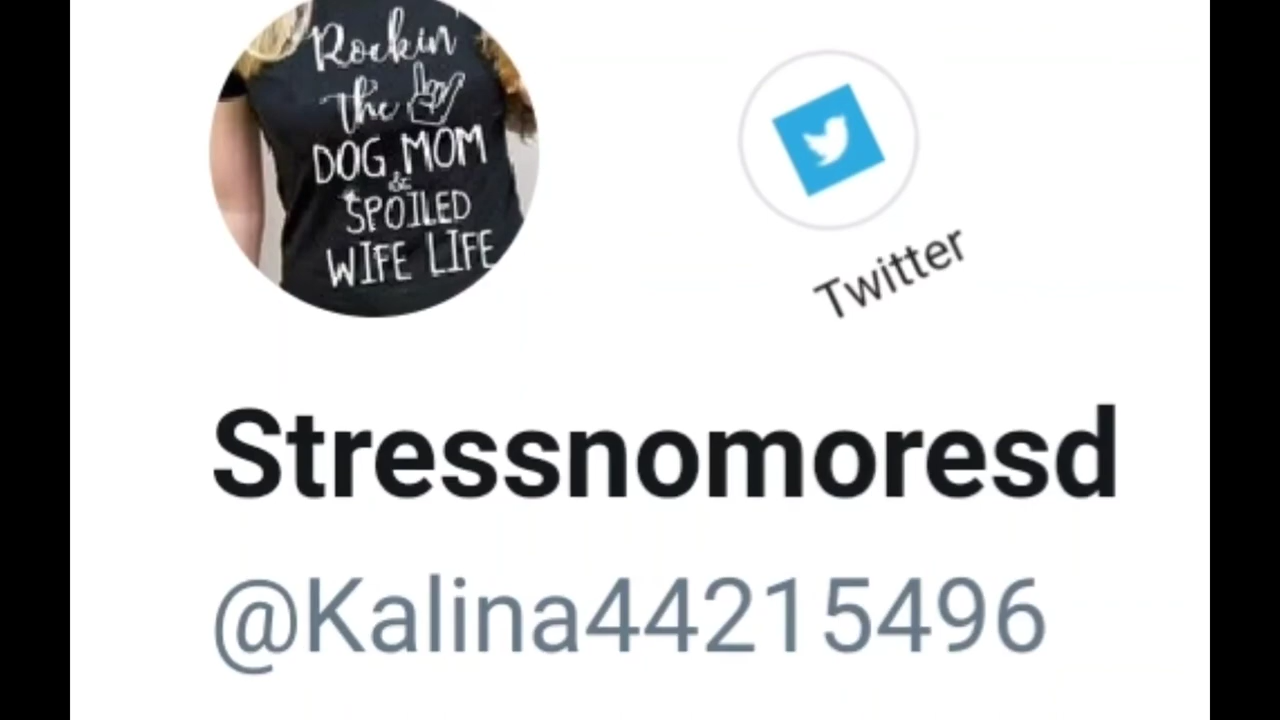 Rockin'
the
DOG MOM
&
SPOILED
WIFE LIFE
Twitter
Stressnomoresd
@Kalina44215496